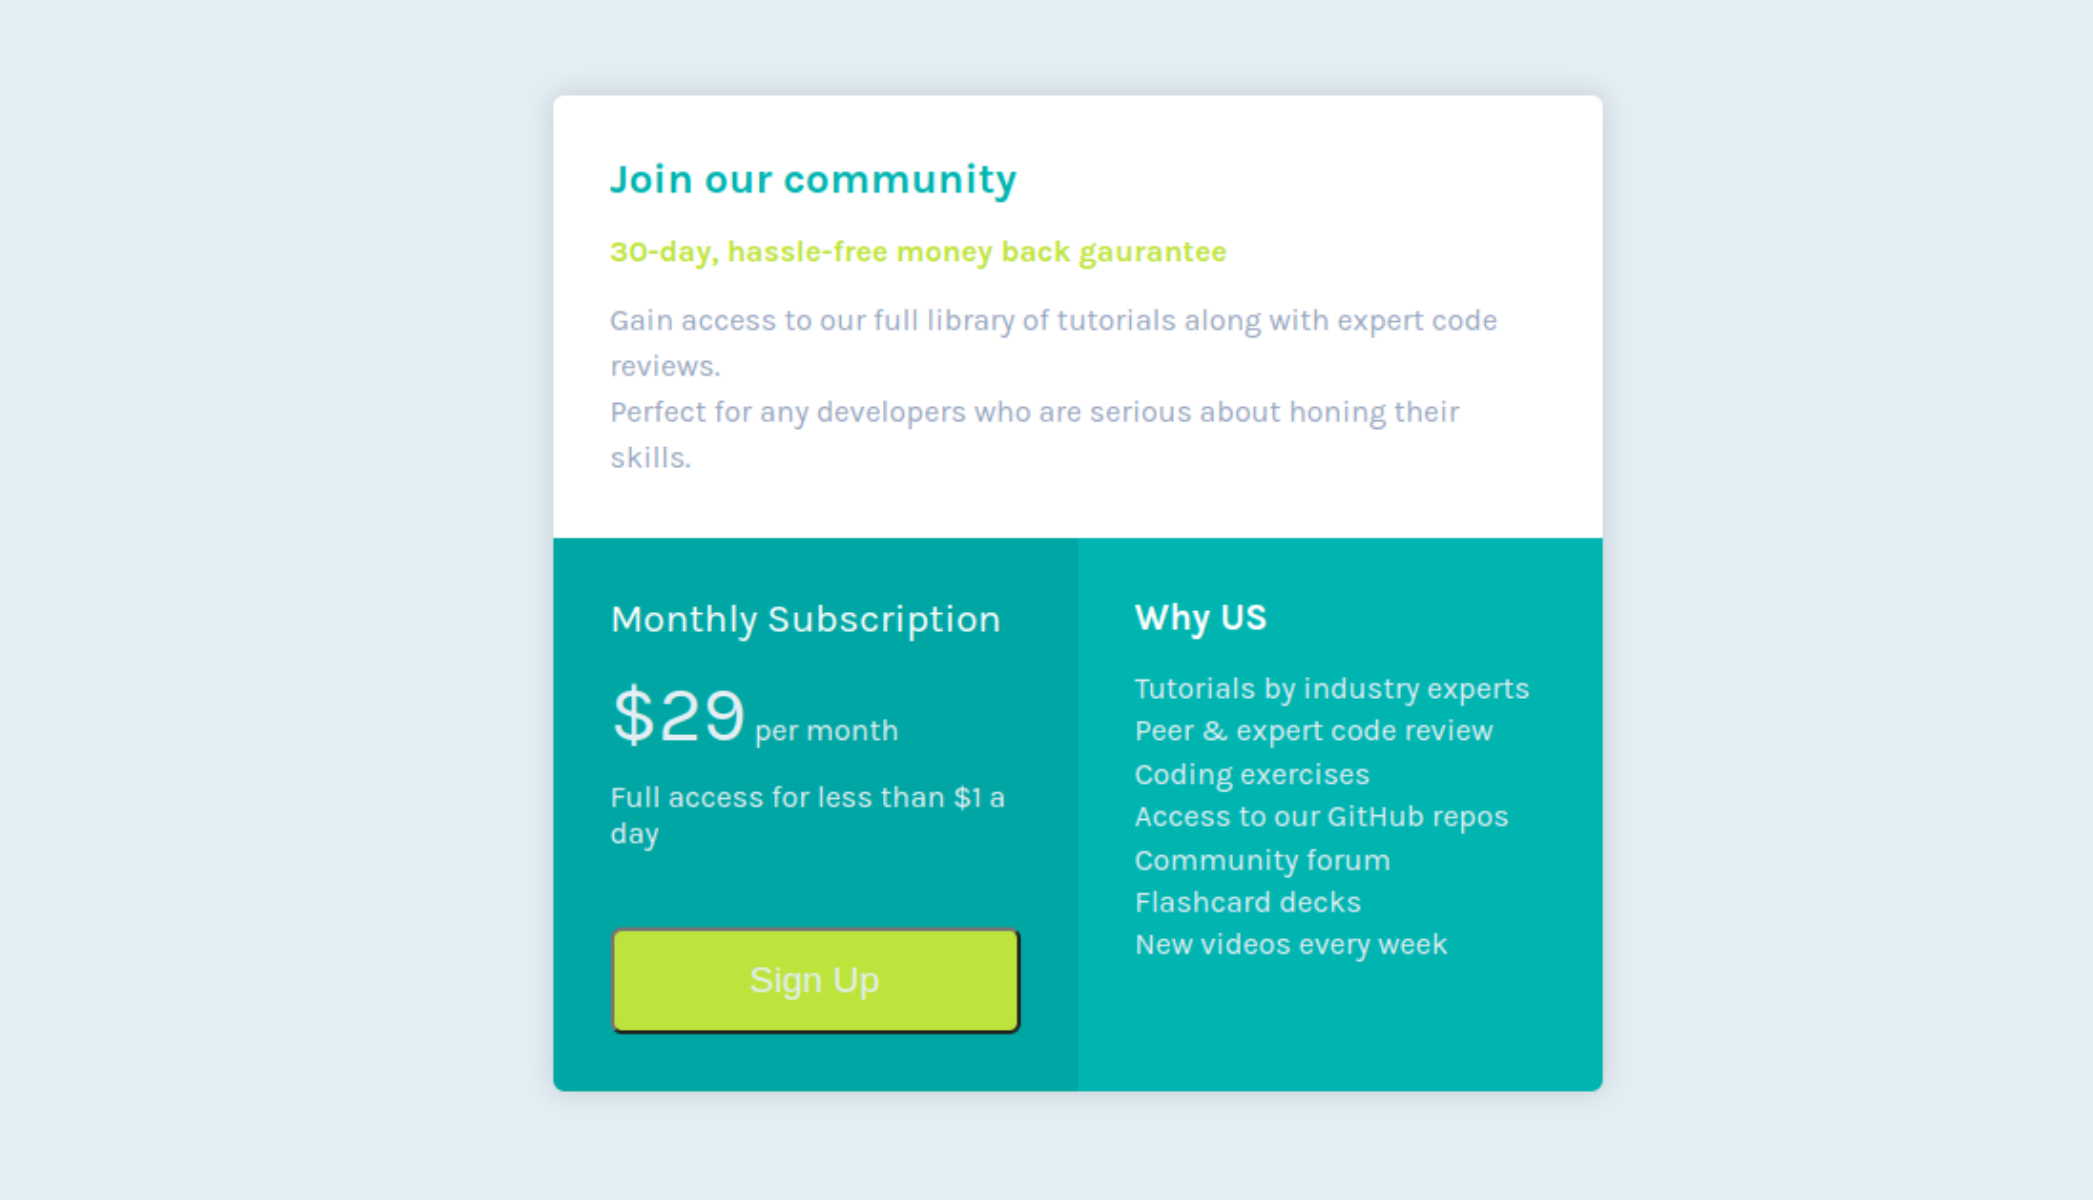 Join our community
30-day, hassle-free money back gaurantee
Gain access to our full library of tutorials along with expert code
reviews.
Perfect for any developers who are serious about honing their
skills.
Monthly Subscription
$29 per month
Full access for less than $1 a
day
Sign Up
Why US
Tutorials by industry experts
Peer & expert code review
Coding exercises
Access to our GitHub repos
Community forum
Flashcard decks
New videos every week